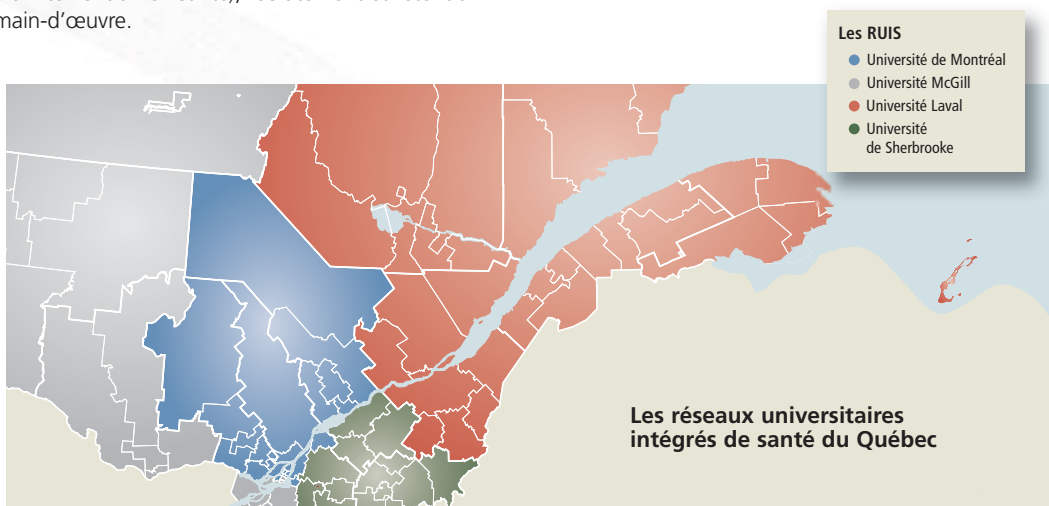 main-d’œuvre.
Les RUIS
Université de Montréal
Université McGill
Université Laval
Université
de Sherbrooke
Les réseaux universitaires
intégrés de santé du Québec